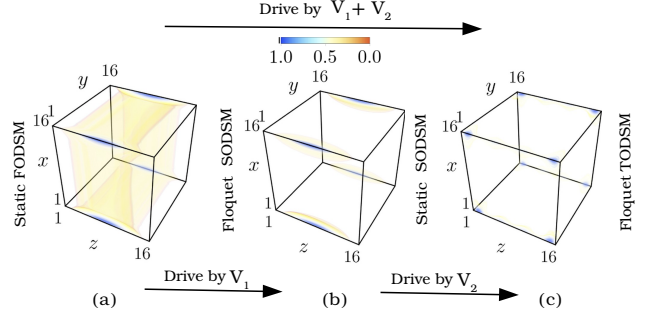 Drive by V₁ + V₂
1.0 0.5 0.0
Static FODSM
y 16
16 1
x
1
1
z
16
Floquet SODSM
y 16
16 1
x
1
1
z
16
Static SODSM
y 16
16 1
x
1
1
z
16
Floquet TODSM
Drive by V₁
Drive by V₂
(a) (b) (c)